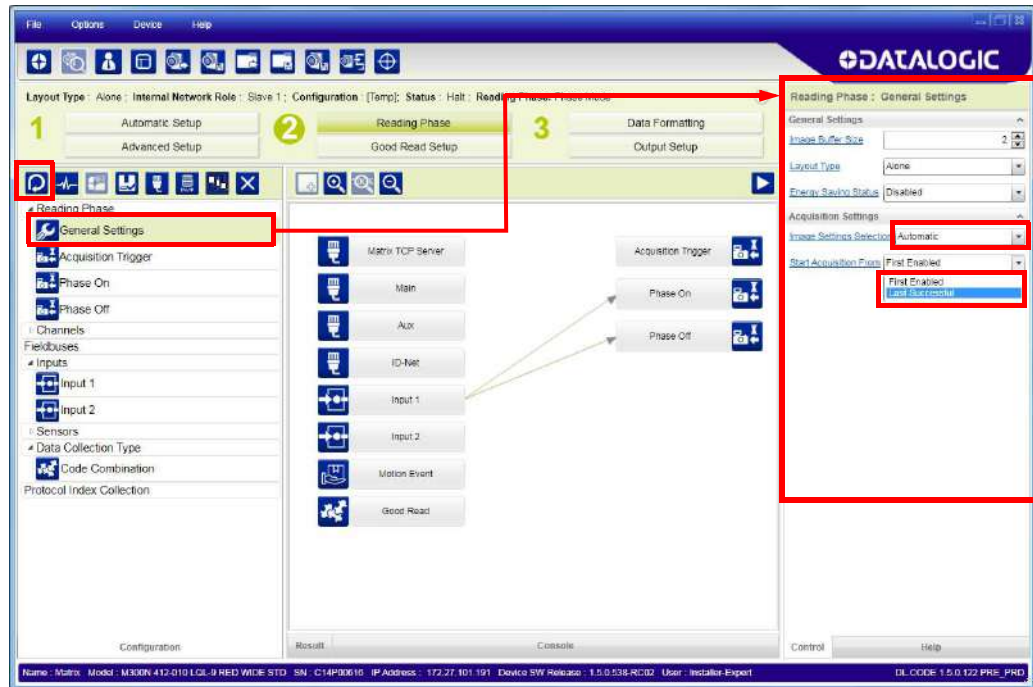 File Options Device Help
DATALOGIC
Layout Type : Alone ; Internal Network Role : Slave 1 ; Configuration : [Temp]; Status : Halt ; Reading Phase: Phase Mode
1 Automatic Setup 2 Reading Phase 3 Data Formatting
Advanced Setup Good Read Setup Output Setup
Reading Phase
General Settings
Acquisition Trigger
Phase On
Phase Off
Channels
Fieldbuses
Inputs
Input 1
Input 2
Sensors
Data Collection Type
Code Combination
Protocol Index Collection
Configuration
Matrix TCP Server
Main
Aux
ID-Net
Input 1
Input 2
Motion Event
Good Read
Acquisition Trigger
Phase On
Phase Off
Result Console
Reading Phase : General Settings
General Settings
Image Buffer Size 2
Layout Type Alone
Energy Saving Status Disabled
Acquisition Settings
Image Settings Selection Automatic
Start Acquisition From First Enabled
First Enabled
Last Successful
Control Help
Name : Matrix Model : M300N 412-010 LQL-9 RED WIDE STD SN : C14P00616 IP Address : 172.27.101.191 Device SW Release : 1.5.0.538-RC02 User : Installer-Expert DL.CODE 1.5.0.122 PRE_PRD